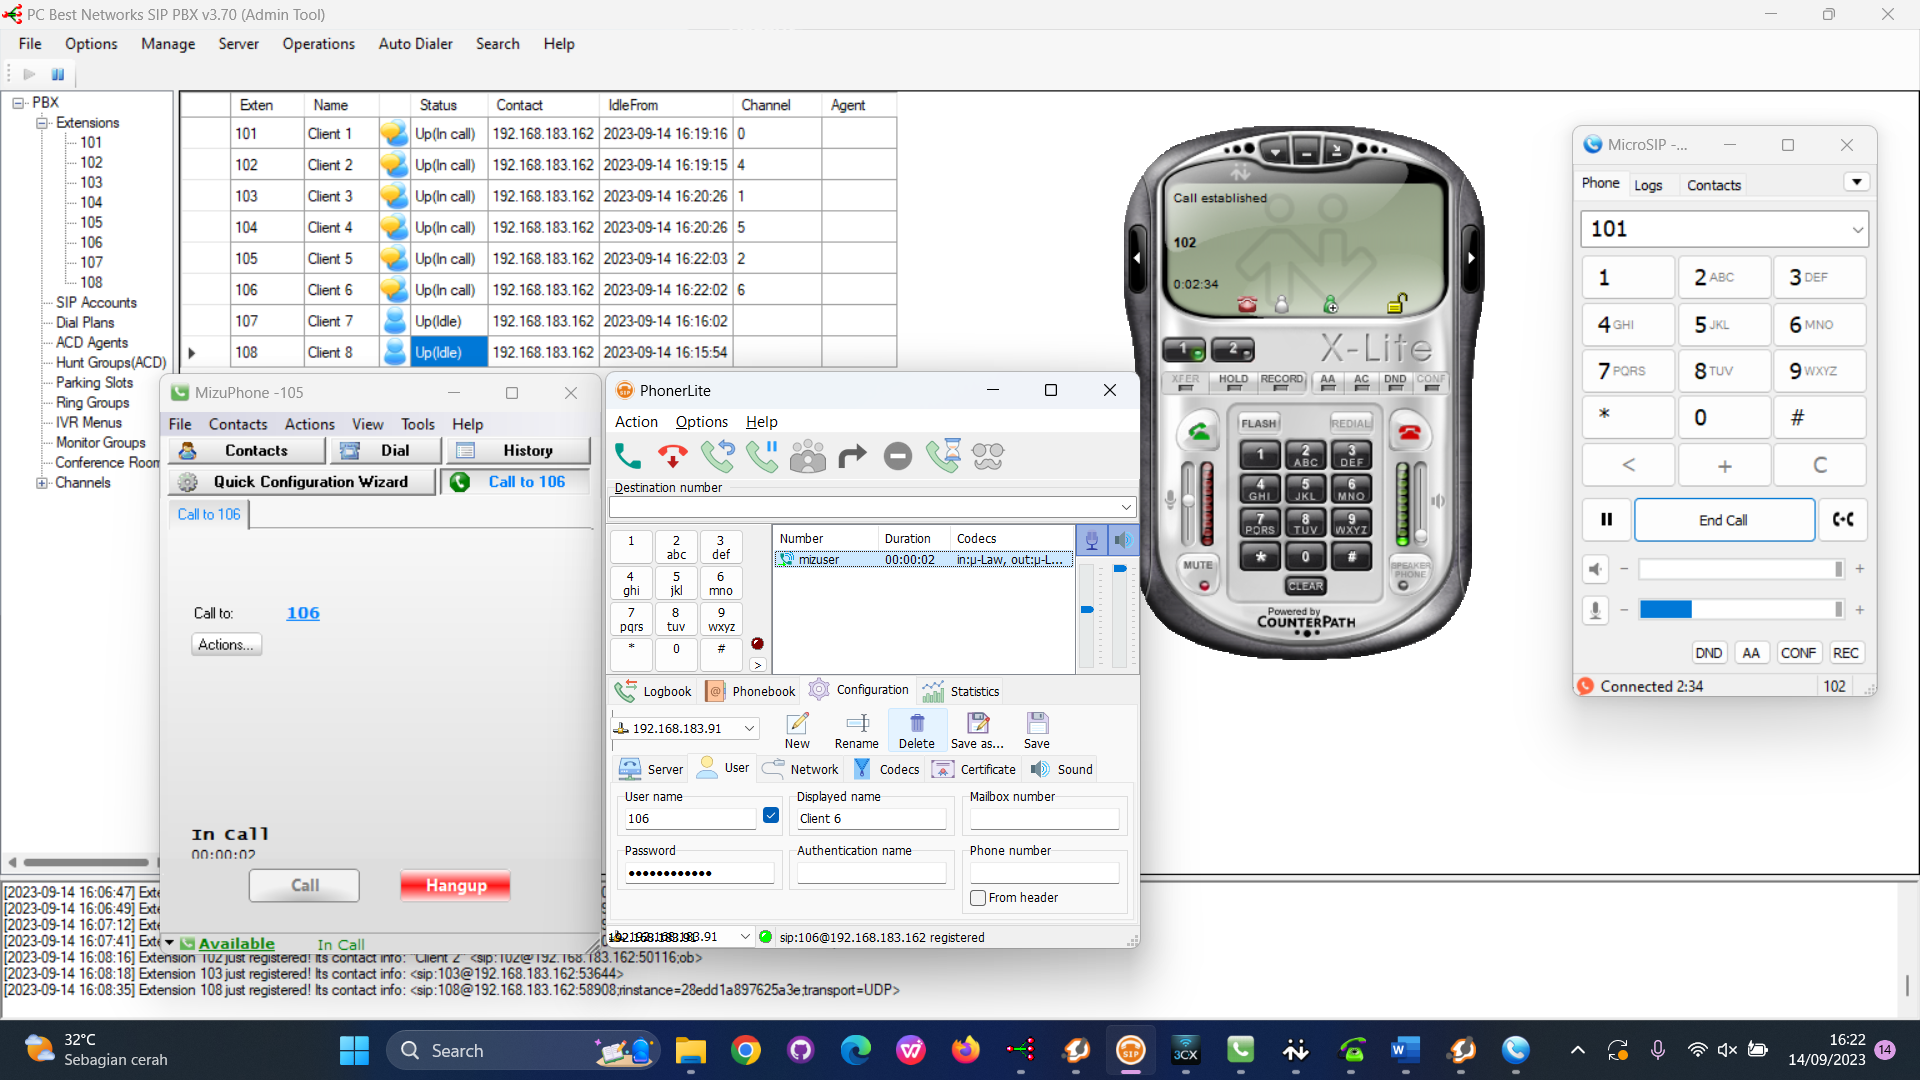 PC Best Networks SIP PBX v3.70 (Admin Tool)
File Options Manage Server Operations Auto Dialer Search Help
PBX
Extensions
101
102
103
104
105
106
107
108
SIP Accounts
Dial Plans
ACD Agents
Hunt Groups(ACD)
Parking Slots
Ring Groups
IVR Menus
Monitor Groups
Conference Room
Channels
Exten Name Status Contact IdleFrom Channel Agent
101 Client 1 Up(In call) 192.168.183.162 2023-09-14 16:19:16 0
102 Client 2 Up(In call) 192.168.183.162 2023-09-14 16:19:15 4
103 Client 3 Up(In call) 192.168.183.162 2023-09-14 16:20:26 1
104 Client 4 Up(In call) 192.168.183.162 2023-09-14 16:20:26 5
105 Client 5 Up(In call) 192.168.183.162 2023-09-14 16:22:03 2
106 Client 6 Up(In call) 192.168.183.162 2023-09-14 16:22:02 6
107 Client 7 Up(Idle) 192.168.183.162 2023-09-14 16:16:02
108 Client 8 Up(Idle) 192.168.183.162 2023-09-14 16:15:54
MizuPhone -105
File Contacts Actions View Tools Help
Contacts Dial History
Quick Configuration Wizard Call to 106
Call to 106
Call to: 106
Actions...
In Call
00:00:02
Call Hangup
Available In Call
PhonerLite
Action Options Help
Destination number
1 2 abc 3 def
4 ghi 5 jkl 6 mno
7 pqrs 8 tuv 9 wxyz
* 0 #
>
Number Duration Codecs
mizuser 00:00:02 in:µ-Law, out:µ-L...
Logbook Phonebook Configuration Statistics
192.168.183.91 New Rename Delete Save as... Save
Server User Network Codecs Certificate Sound
User name Displayed name Mailbox number
106 Client 6
Password Authentication name Phone number
●●●●●●●●●●●●
From header
sip:106@192.168.183.162 registered
Call established
102
0:02:34
X-Lite
1 2
XFER HOLD RECORD AA AC DND CONF
FLASH REDIAL
1 2 ABC 3 DEF
4 GHI 5 JKL 6 MNO
7 PQRS 8 TUV 9 WXYZ
* 0 #
MUTE SPEAKER PHONE
CLEAR
Powered by
COUNTERPATH
MicroSIP -...
Phone Logs Contacts
101
1 2 ABC 3 DEF
4 GHI 5 JKL 6 MNO
7 PQRS 8 TUV 9 WXYZ
* 0 #
< + C
End Call
− +
− +
DND AA CONF REC
Connected 2:34 102
[2023-09-14 16:06:47] Exte
[2023-09-14 16:06:49] Exte
[2023-09-14 16:07:12] Exte
[2023-09-14 16:07:41] Exte
[2023-09-14 16:08:16] Extension 102 just registered! Its contact info: "Client 2" <sip:102@192.168.183.162:50116;ob>
[2023-09-14 16:08:18] Extension 103 just registered! Its contact info: <sip:103@192.168.183.162:53644>
[2023-09-14 16:08:35] Extension 108 just registered! Its contact info: <sip:108@192.168.183.162:58908;rinstance=28edd1a897625a3e;transport=UDP>
32°C
Sebagian cerah
Search
SIP
3CX
16:22
14/09/2023
14